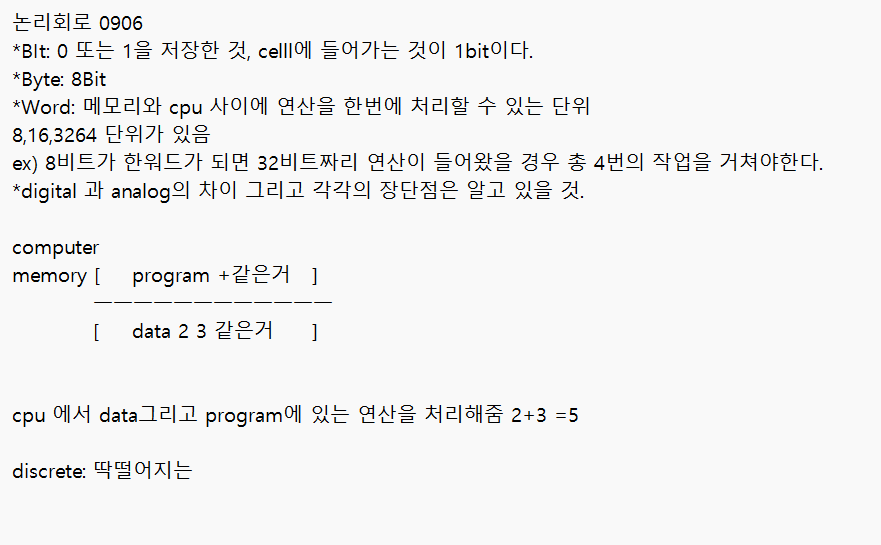 논리회로 0906
*BIt: 0 또는 1을 저장한 것, celll에 들어가는 것이 1bit이다.
*Byte: 8Bit
*Word: 메모리와 cpu 사이에 연산을 한번에 처리할 수 있는 단위
8,16,3264 단위가 있음
ex) 8비트가 한워드가 되면 32비트짜리 연산이 들어왔을 경우 총 4번의 작업을 거쳐야한다.
*digital 과 analog의 차이 그리고 각각의 장단점은 알고 있을 것.
computer
memory [ program +같은거 ]
ㅡㅡㅡㅡㅡㅡㅡㅡㅡㅡㅡㅡ
[ data 2 3 같은거 ]
cpu 에서 data그리고 program에 있는 연산을 처리해줌 2+3 =5
discrete: 딱떨어지는